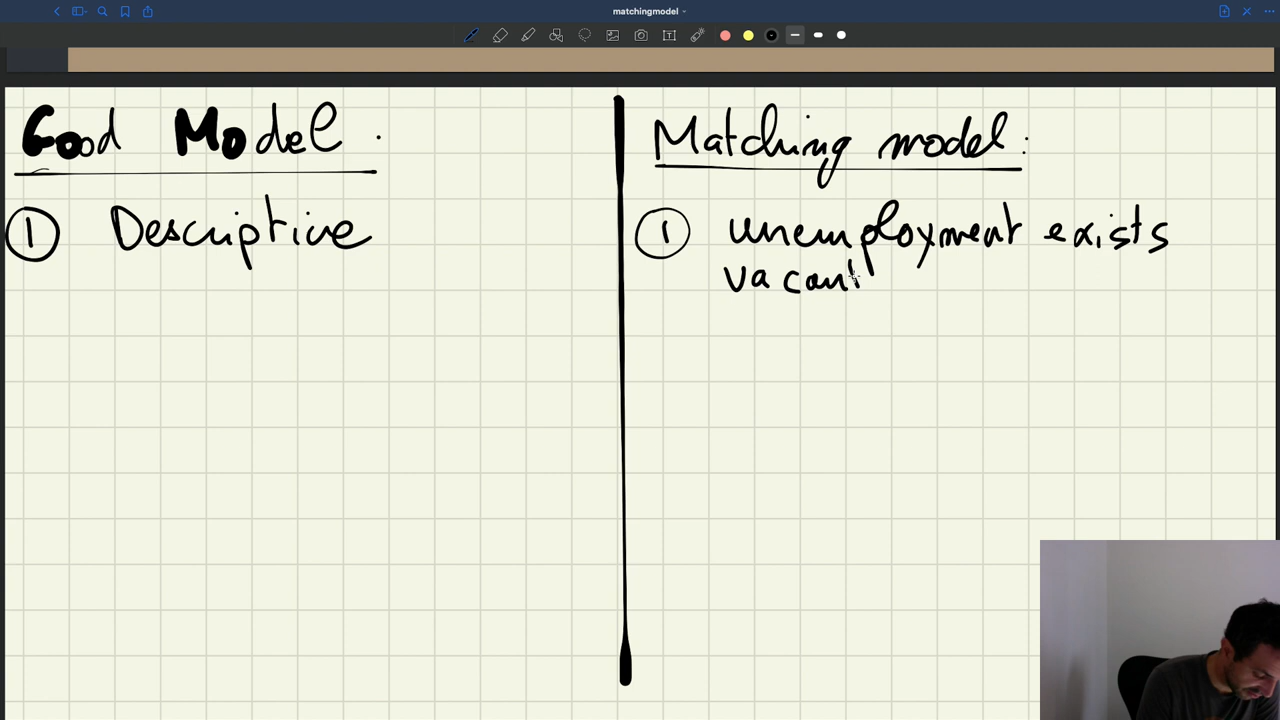 matchingmodel
Good Model.
① Descriptive
Matching model:
① unemployment exists
vacant